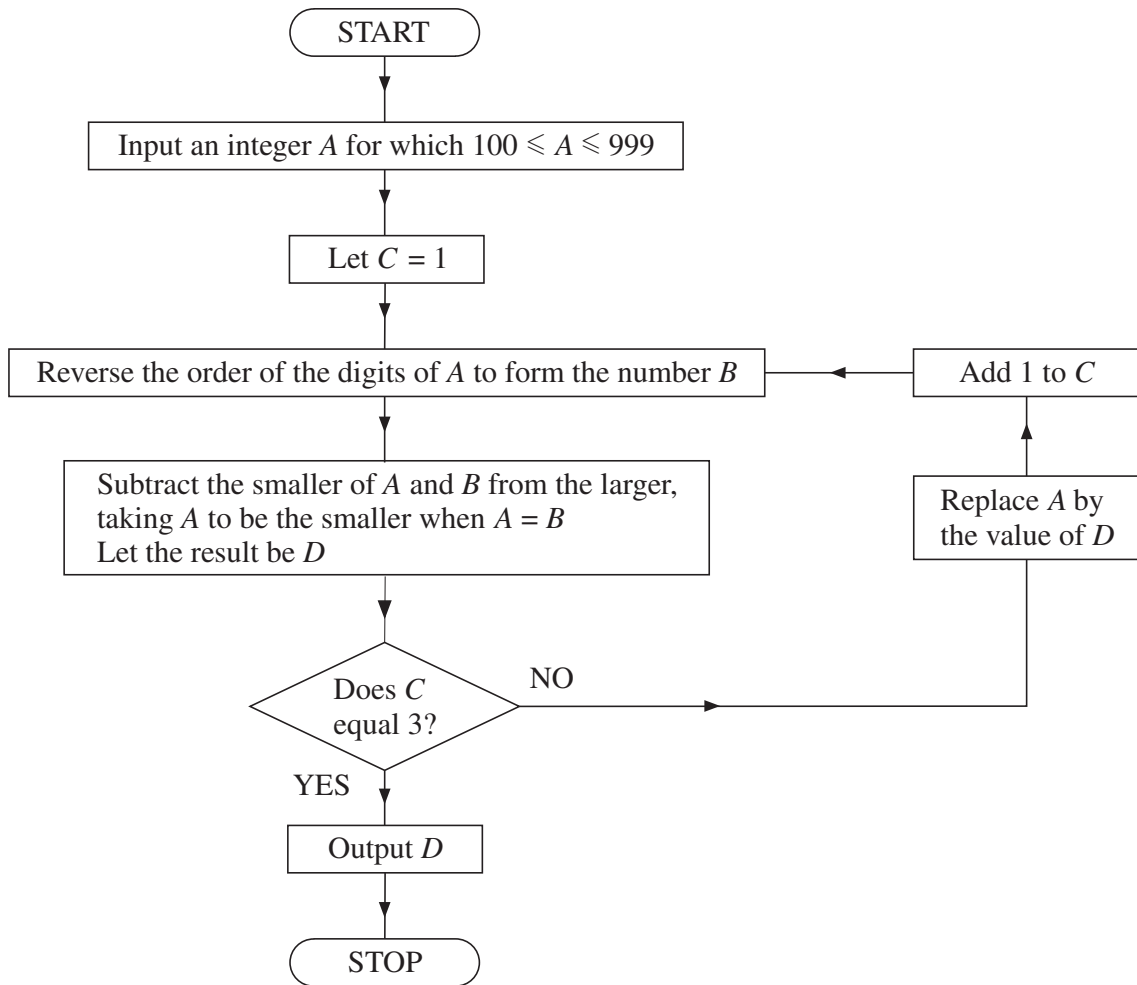 START
Input an integer A for which 100 ⩽ A ⩽ 999
Let C = 1
Reverse the order of the digits of A to form the number B
Add 1 to C
Subtract the smaller of A and B from the larger,
taking A to be the smaller when A = B
Let the result be D
Replace A by
the value of D
Does C
equal 3?
NO
YES
Output D
STOP